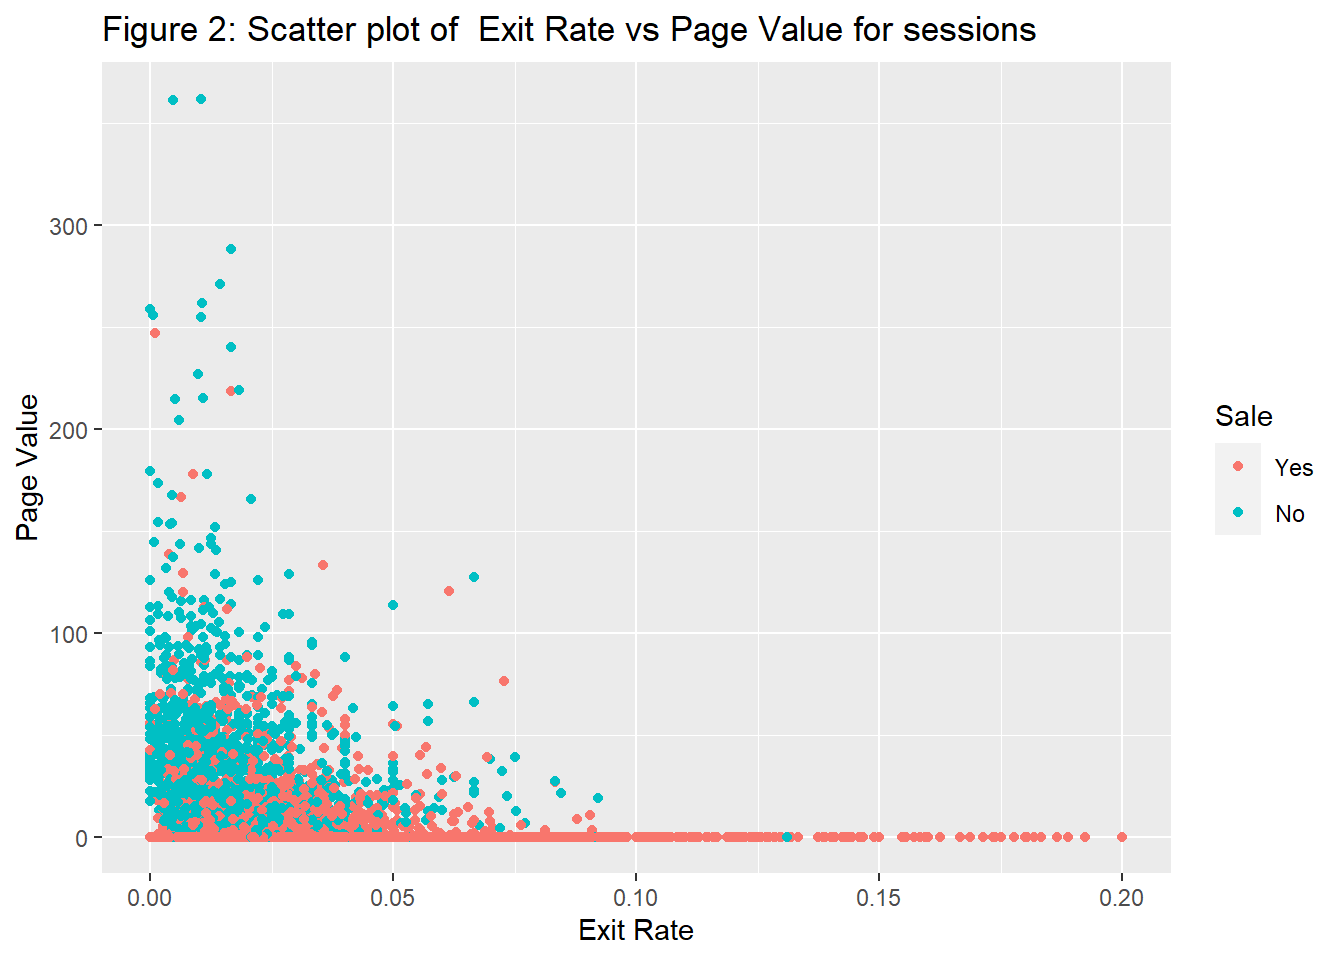 Figure 2: Scatter plot of  Exit Rate vs Page Value for sessions
300
200
100
0
Page Value
0.00 0.05 0.10 0.15 0.20
Exit Rate
Sale
Yes
No